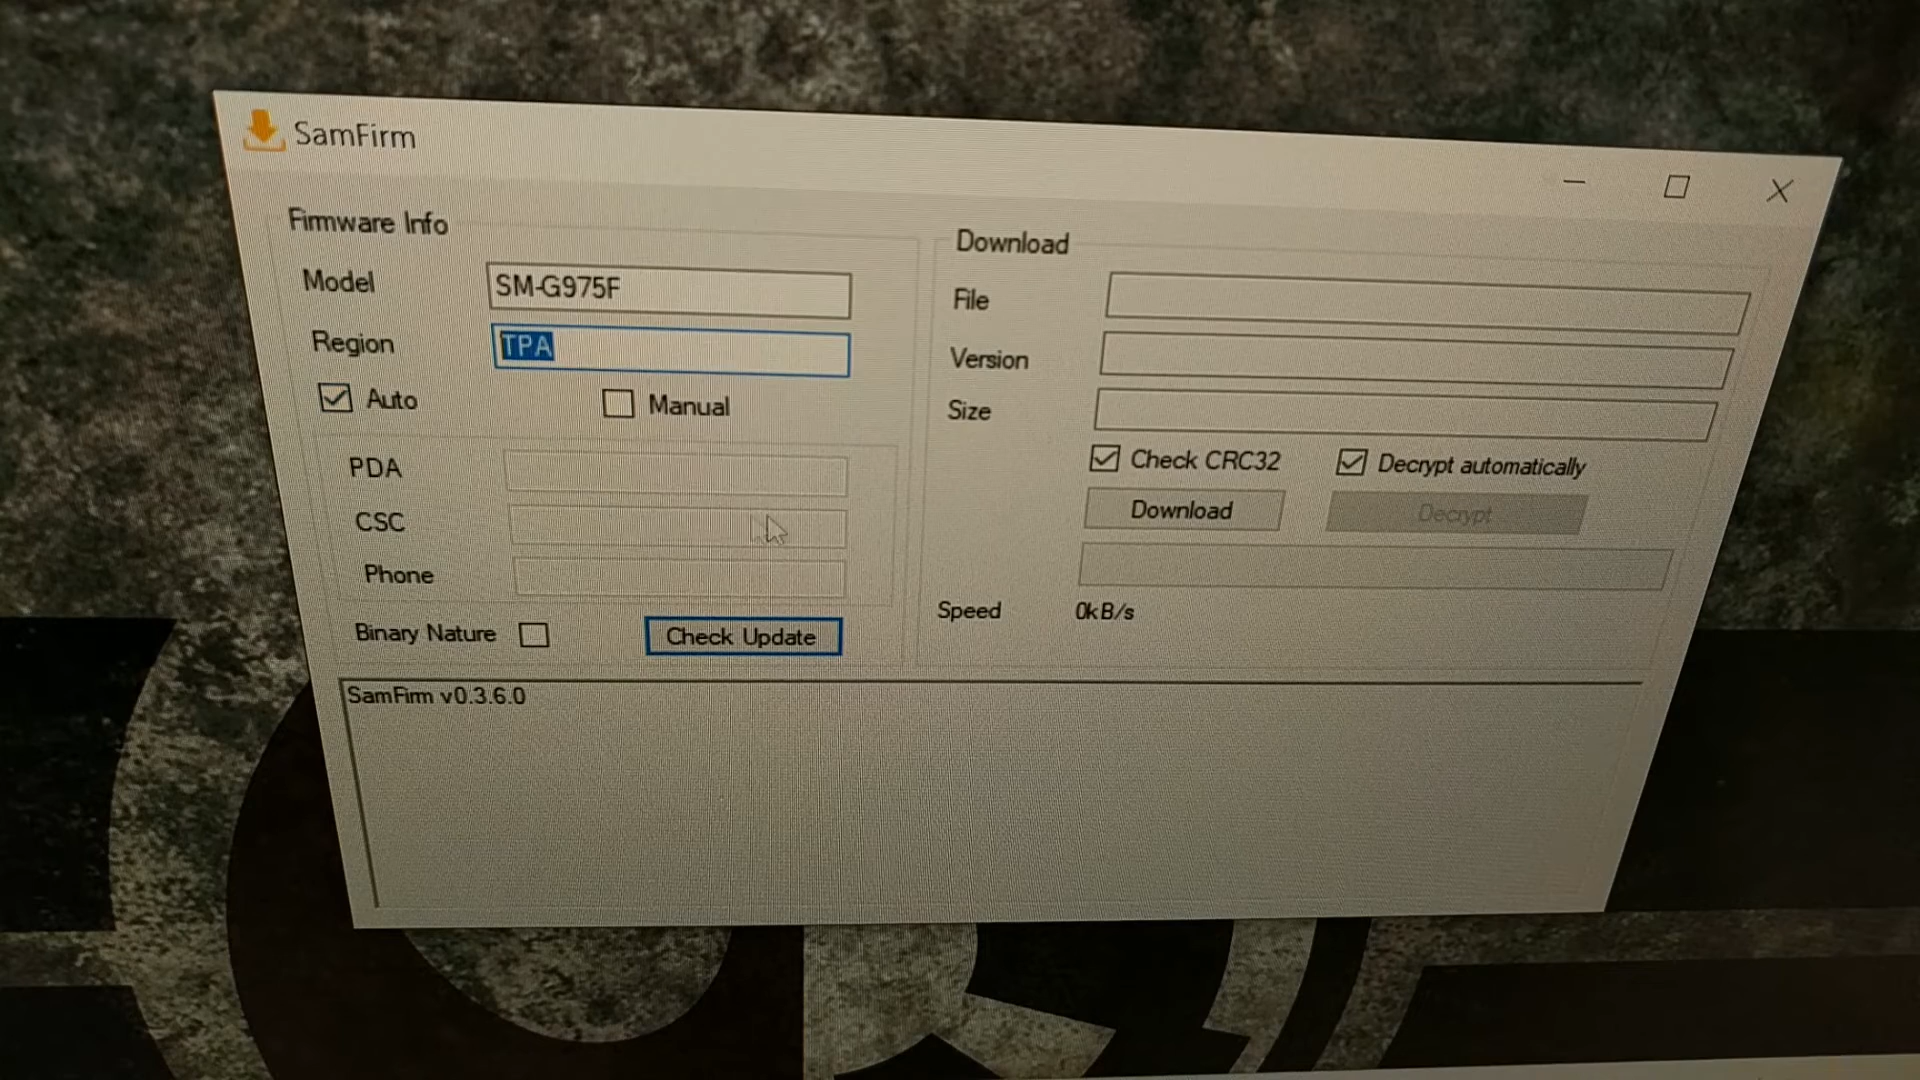 SamFirm
Firmware Info
Model
SM-G975F
Region
TPA
Auto
Manual
PDA
CSC
Phone
Binary Nature
Check Update
Download
File
Version
Size
Check CRC32
Decrypt automatically
Download
Decrypt
Speed
0kB/s
SamFirm v0.3.6.0